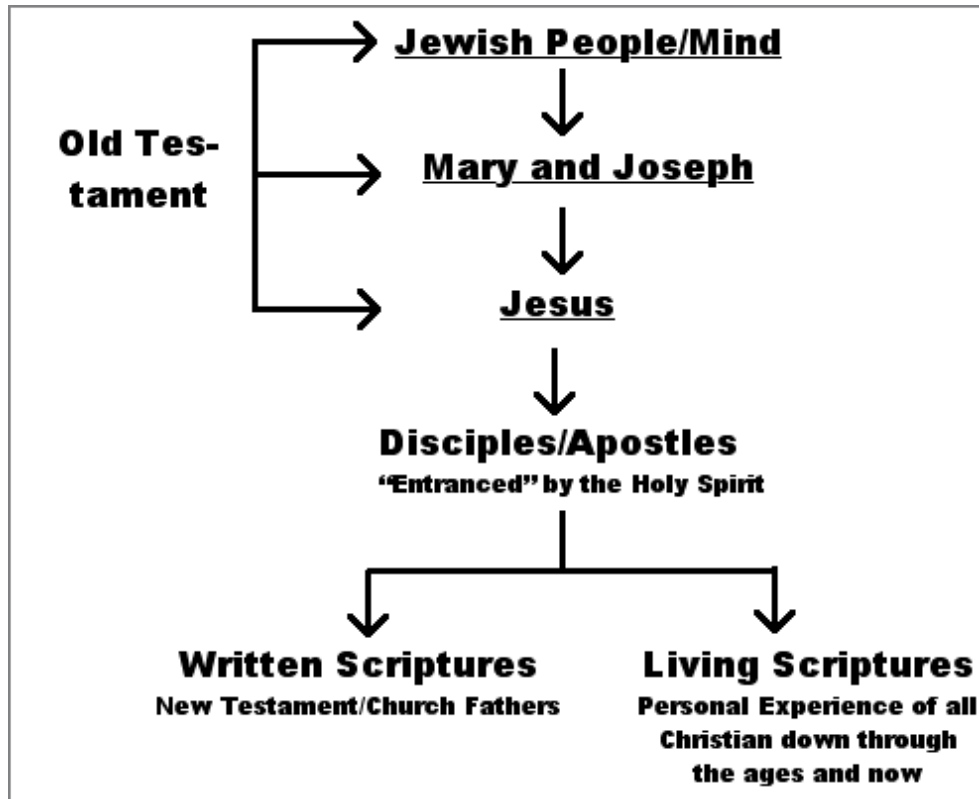 Jewish People/Mind
Old Tes-
tament
Mary and Joseph
Jesus
Disciples/Apostles
“Entranced” by the Holy Spirit
Written Scriptures
New Testament/Church Fathers
Living Scriptures
Personal Experience of all
Christian down through
the ages and now